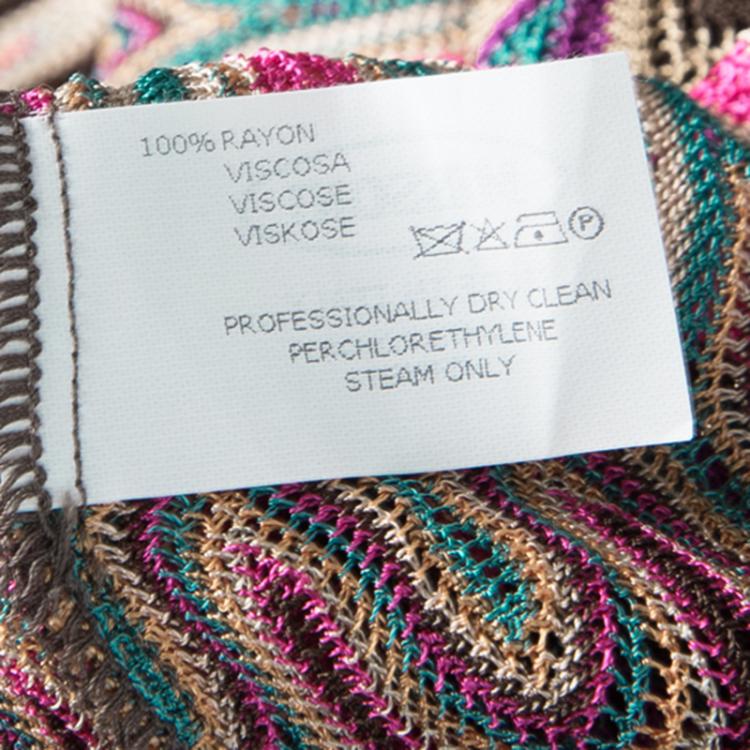 100% RAYON
VISCOSA
VISCOSE
VISKOSE
P
PROFESSIONALLY DRY CLEAN
PERCHLORETHYLENE
STEAM ONLY